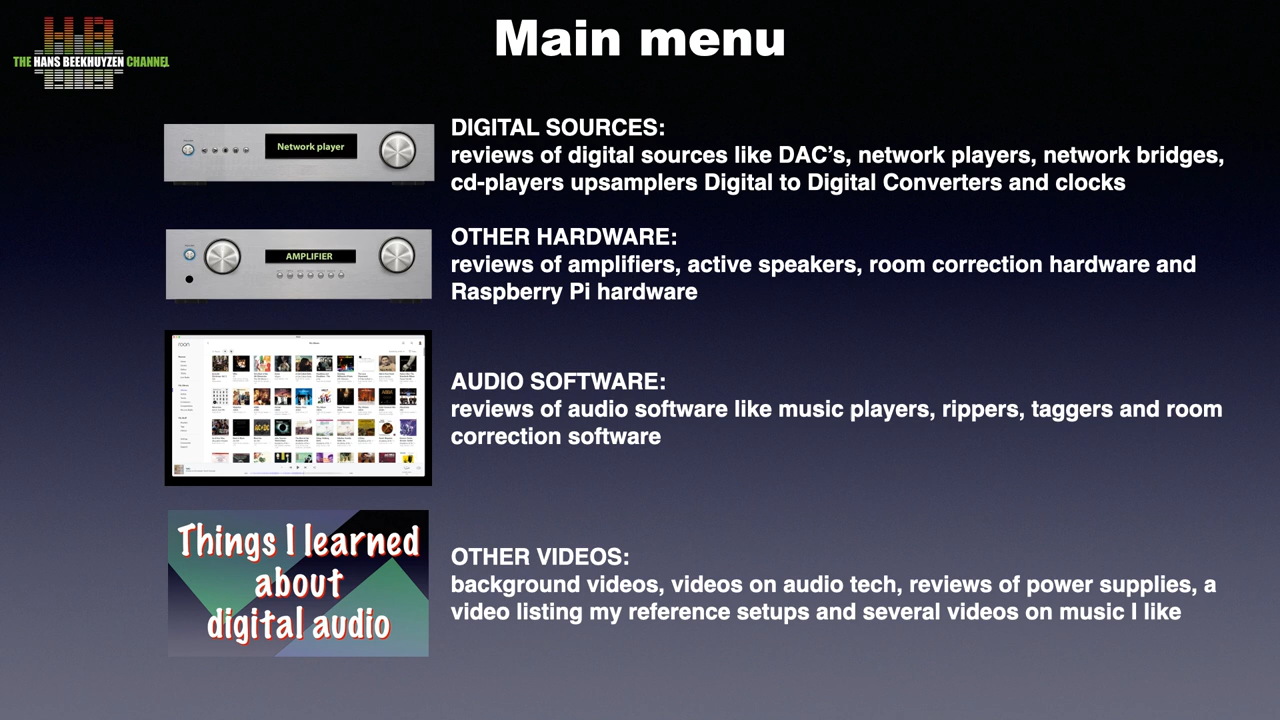 Main menu
THE HANS BEEKHUYZEN CHANNEL
Network player
DIGITAL SOURCES:
reviews of digital sources like DAC’s, network players, network bridges,
cd-players upsamplers Digital to Digital Converters and clocks
AMPLIFIER
OTHER HARDWARE:
reviews of amplifiers, active speakers, room correction hardware and
Raspberry Pi hardware
roon
AUDIO SOFTWARE:
reviews of audio software like music players, rippers, taggers and room
correction software
Things I learned
about
digital audio
OTHER VIDEOS:
background videos, videos on audio tech, reviews of power supplies, a
video listing my reference setups and several videos on music I like